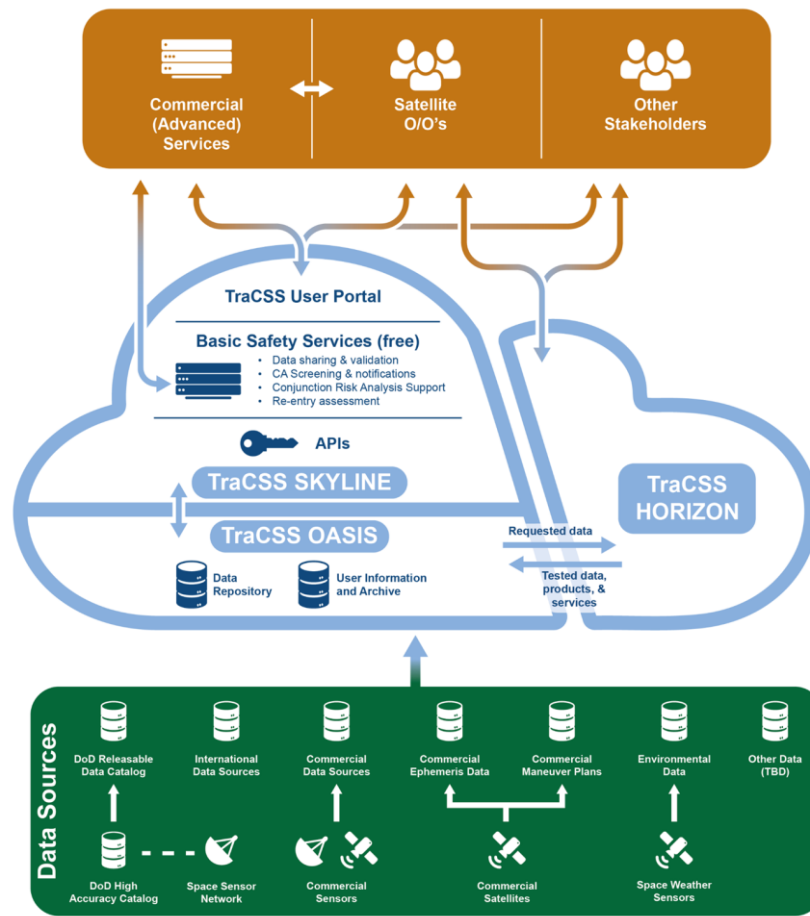 Commercial
(Advanced)
Services
Satellite
O/O's
Other
Stakeholders
TraCSS User Portal
Basic Safety Services (free)
• Data sharing & validation
• CA Screening & notifications
• Conjunction Risk Analysis Support
• Re-entry assessment
APIs
TraCSS SKYLINE
TraCSS OASIS
Data
Repository
User Information
and Archive
Requested data
Tested data,
products, &
services
TraCSS
HORIZON
Data Sources
DoD Releasable
Data Catalog
International
Data Sources
Commercial
Data Sources
Commercial
Ephemeris Data
Commercial
Maneuver Plans
Environmental
Data
Other Data
(TBD)
DoD High
Accuracy Catalog
Space Sensor
Network
Commercial
Sensors
Commercial
Satellites
Space Weather
Sensors